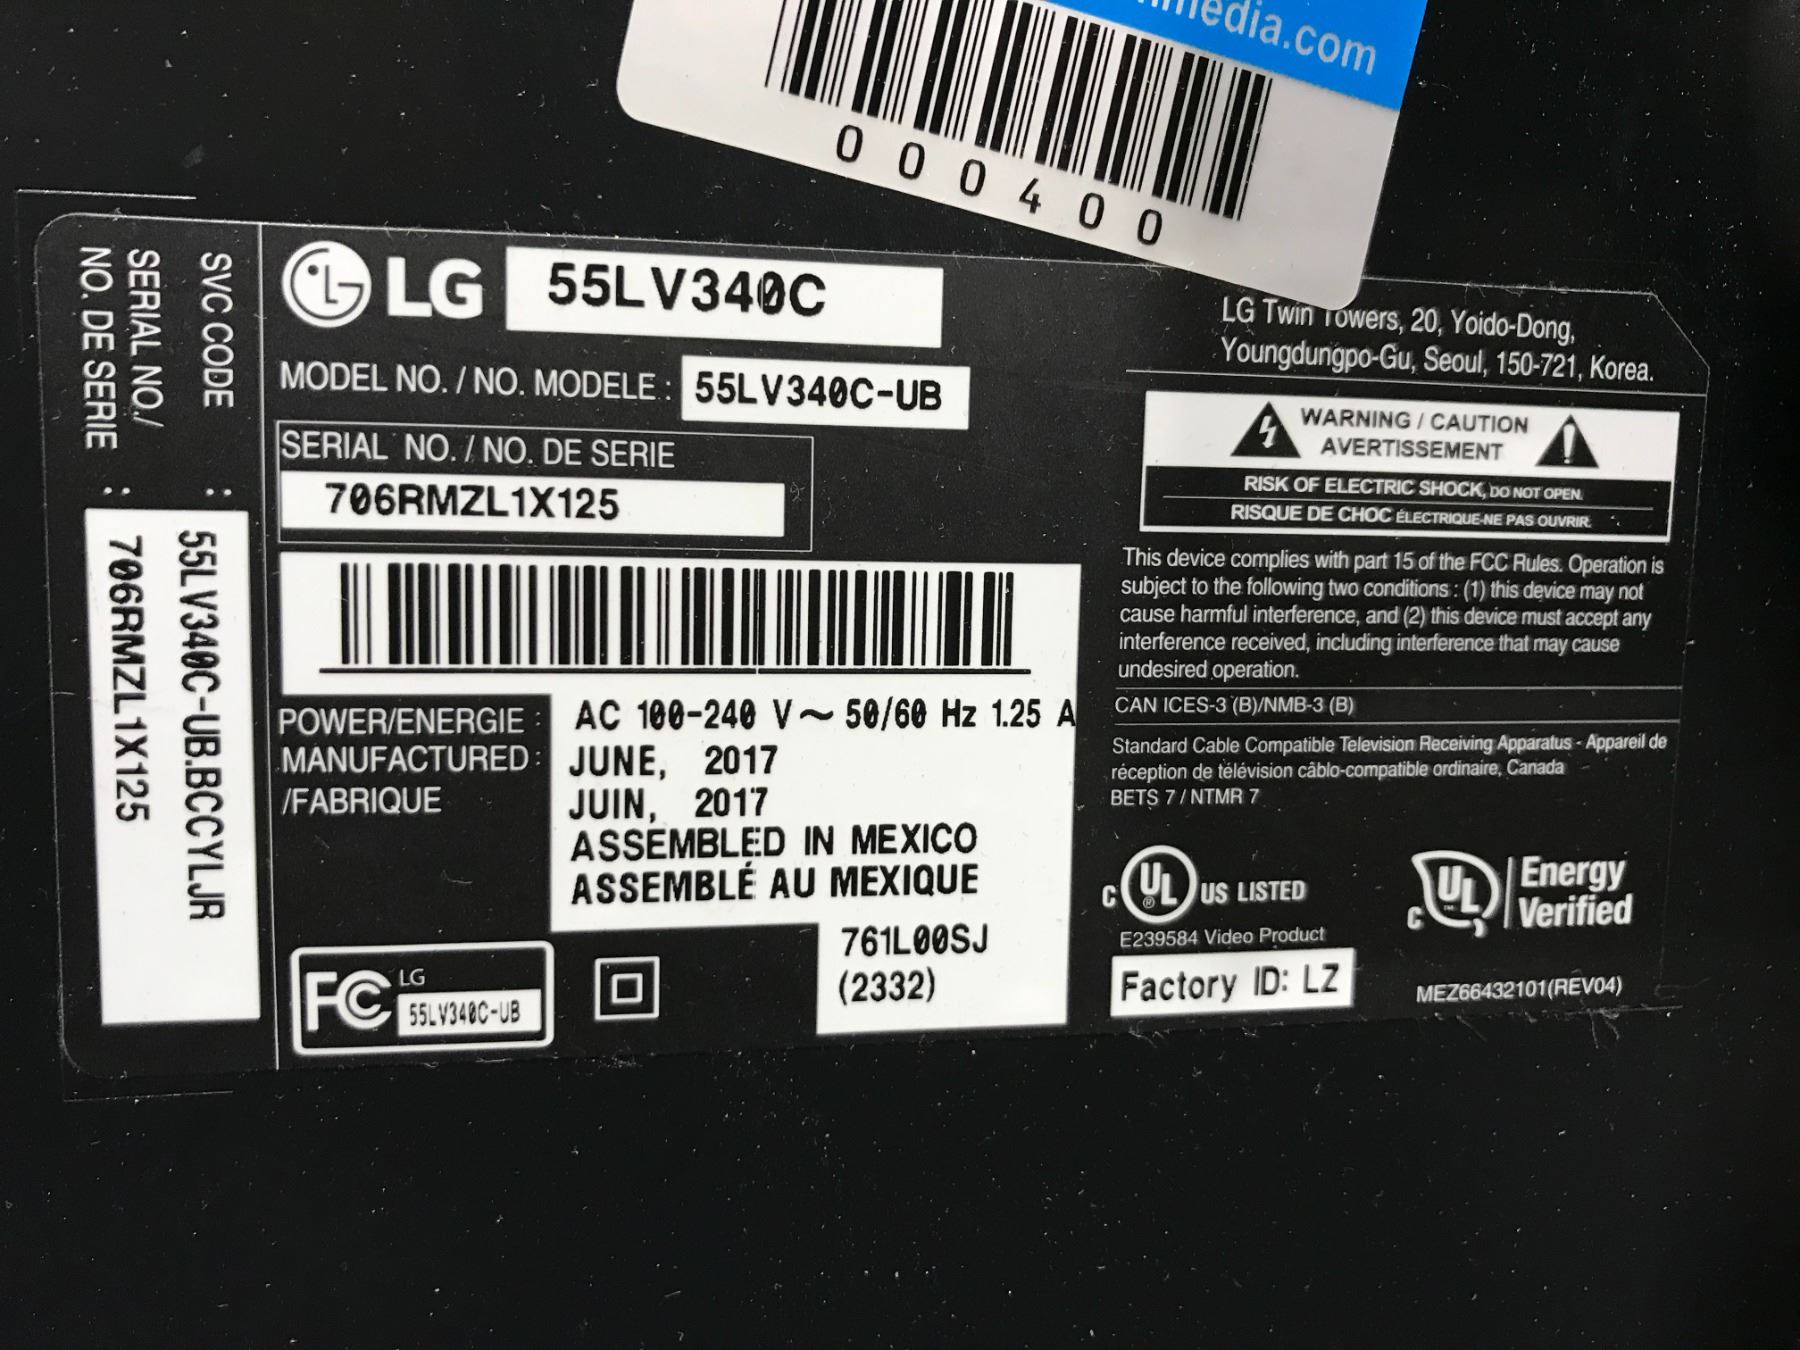 media.com
000400
LG 55LV340C
MODEL NO. / NO. MODELE : 55LV340C-UB
SERIAL NO. / NO. DE SERIE
706RMZL1X125
POWER/ENERGIE : AC 100-240 V ~ 50/60 Hz 1.25 A
MANUFACTURED : JUNE, 2017
/FABRIQUE JUIN, 2017
ASSEMBLED IN MEXICO
ASSEMBLÉ AU MEXIQUE
761L00SJ
(2332)
FC LG
55LV340C-UB
SVC CODE : 55LV340C-UB.BCCYLJR
SERIAL NO./
NO. DE SERIE : 706RMZL1X125
LG Twin Towers, 20, Yoido-Dong,
Youngdungpo-Gu, Seoul, 150-721, Korea.
WARNING / CAUTION
AVERTISSEMENT
RISK OF ELECTRIC SHOCK, DO NOT OPEN.
RISQUE DE CHOC ÉLECTRIQUE-NE PAS OUVRIR.
This device complies with part 15 of the FCC Rules. Operation is
subject to the following two conditions : (1) this device may not
cause harmful interference, and (2) this device must accept any
interference received, including interference that may cause
undesired operation.
CAN ICES-3 (B)/NMB-3 (B)
Standard Cable Compatible Television Receiving Apparatus - Appareil de
réception de télévision câblo-compatible ordinaire, Canada
BETS 7 / NTMR 7
C UL ® US LISTED
E239584 Video Product
Factory ID: LZ
C UL ™ Energy
Verified
MEZ66432101(REV04)